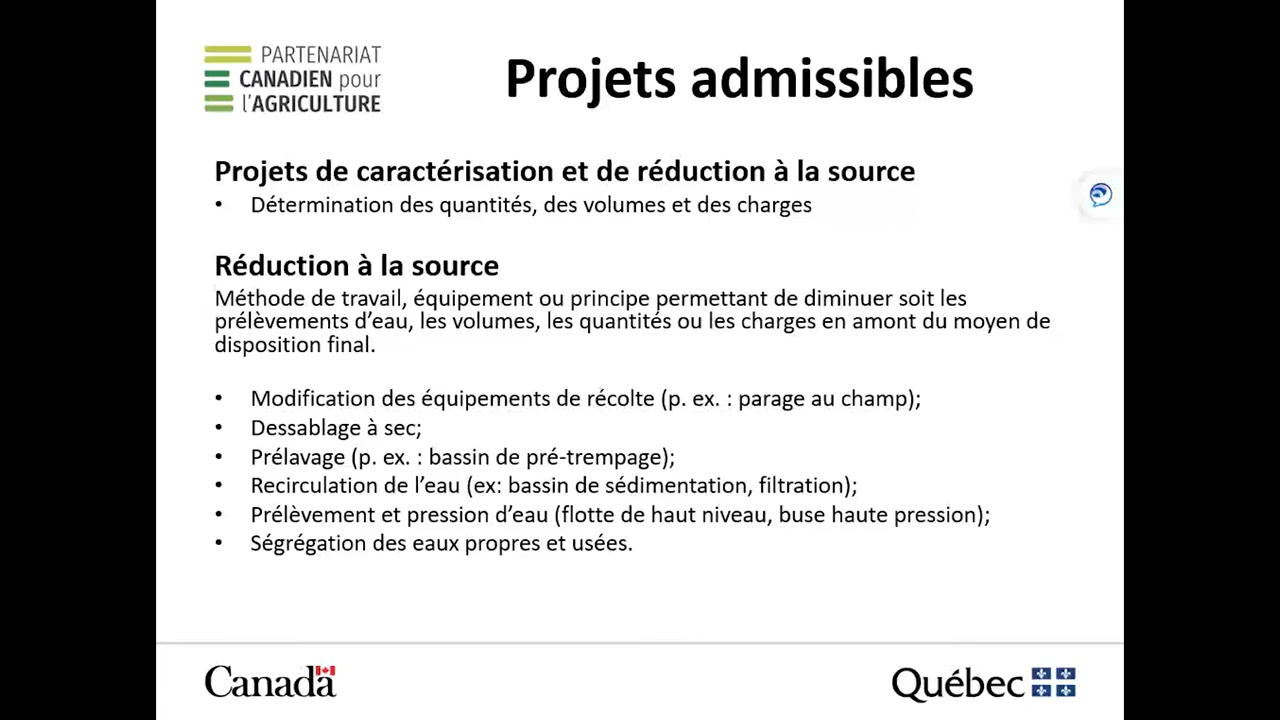 PARTENARIAT
CANADIEN pour
l'AGRICULTURE
Projets admissibles
Projets de caractérisation et de réduction à la source
• Détermination des quantités, des volumes et des charges
Réduction à la source
Méthode de travail, équipement ou principe permettant de diminuer soit les
prélèvements d’eau, les volumes, les quantités ou les charges en amont du moyen de
disposition final.
• Modification des équipements de récolte (p. ex. : parage au champ);
• Dessablage à sec;
• Prélavage (p. ex. : bassin de pré-trempage);
• Recirculation de l’eau (ex: bassin de sédimentation, filtration);
• Prélèvement et pression d’eau (flotte de haut niveau, buse haute pression);
• Ségrégation des eaux propres et usées.
Canada
Québec